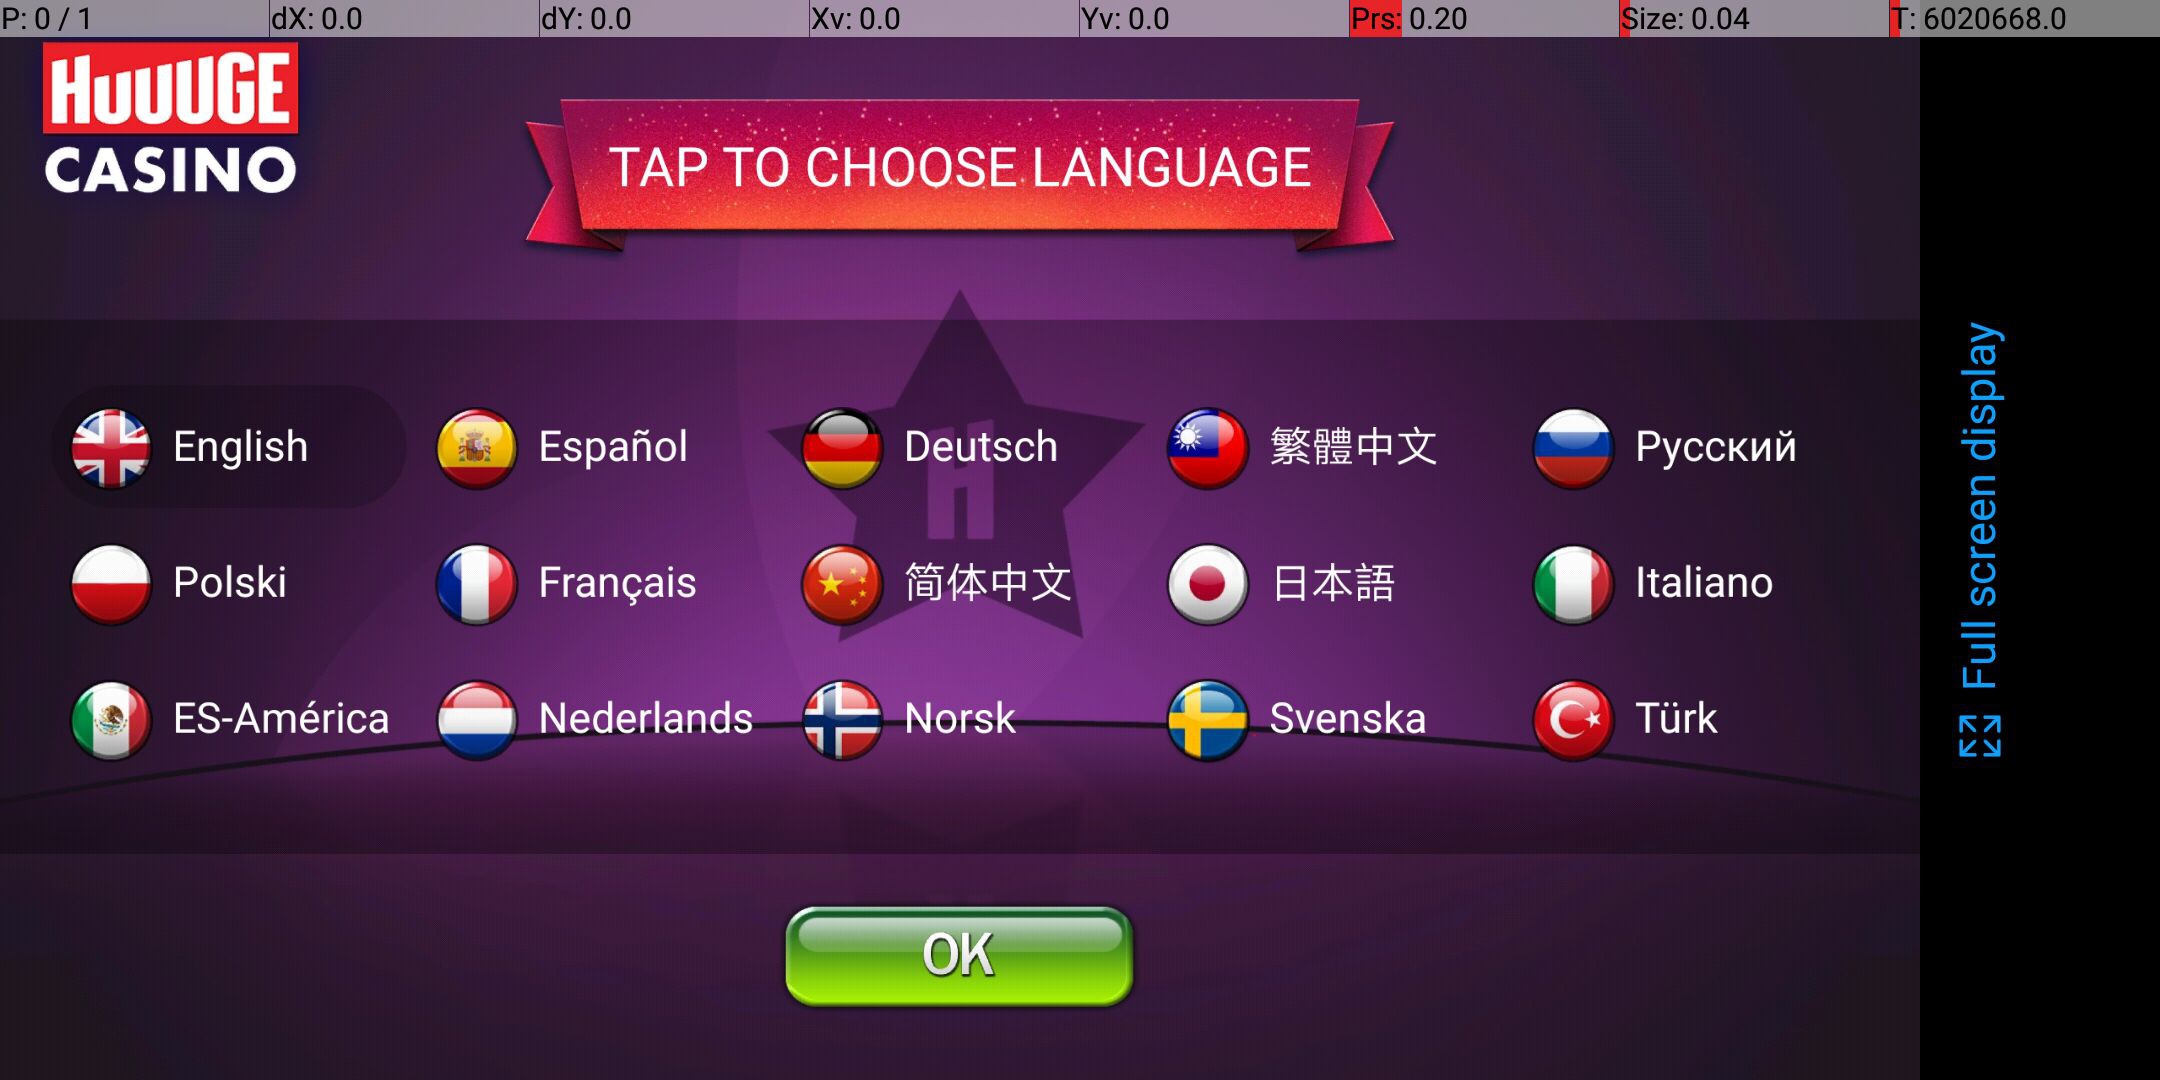 P: 0 / 1 dX: 0.0 dY: 0.0 Xv: 0.0 Yv: 0.0 Prs: 0.20 Size: 0.04 T: 6020668.0
HUUUGE
CASINO
TAP TO CHOOSE LANGUAGE
H
English Español Deutsch 繁體中文 Русский
Polski Français 简体中文 日本語 Italiano
ES-América Nederlands Norsk Svenska Türk
OK
Full screen display